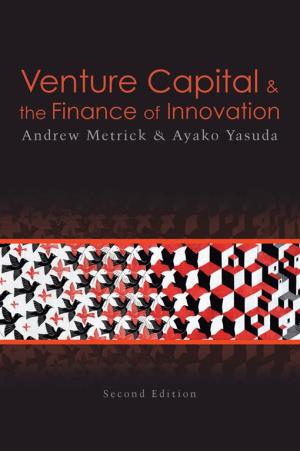 Venture Capital &
the Finance of Innovation
Andrew Metrick & Ayako Yasuda
Second Edition